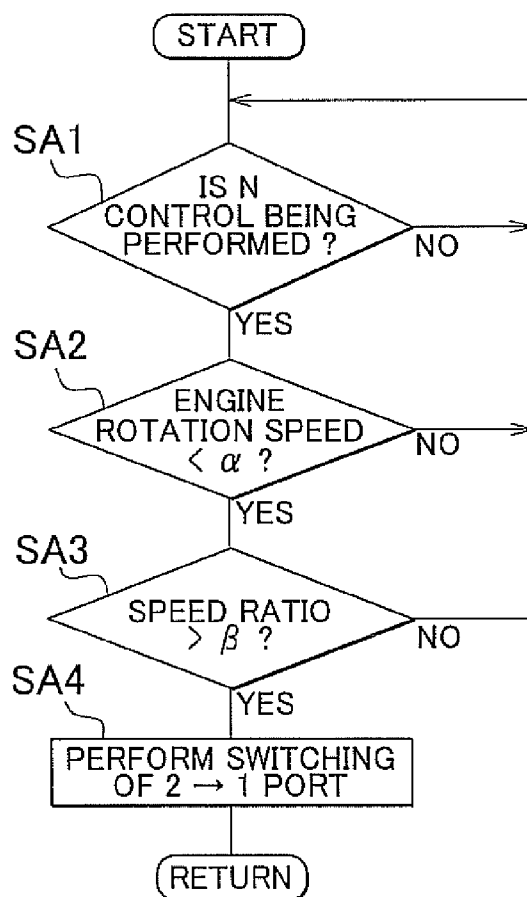 START
SA1
IS N
CONTROL BEING
PERFORMED ?
NO
YES
SA2
ENGINE
ROTATION SPEED
< α ?
NO
YES
SA3
SPEED RATIO
> β ?
NO
YES
SA4
PERFORM SWITCHING
OF 2 → 1 PORT
RETURN